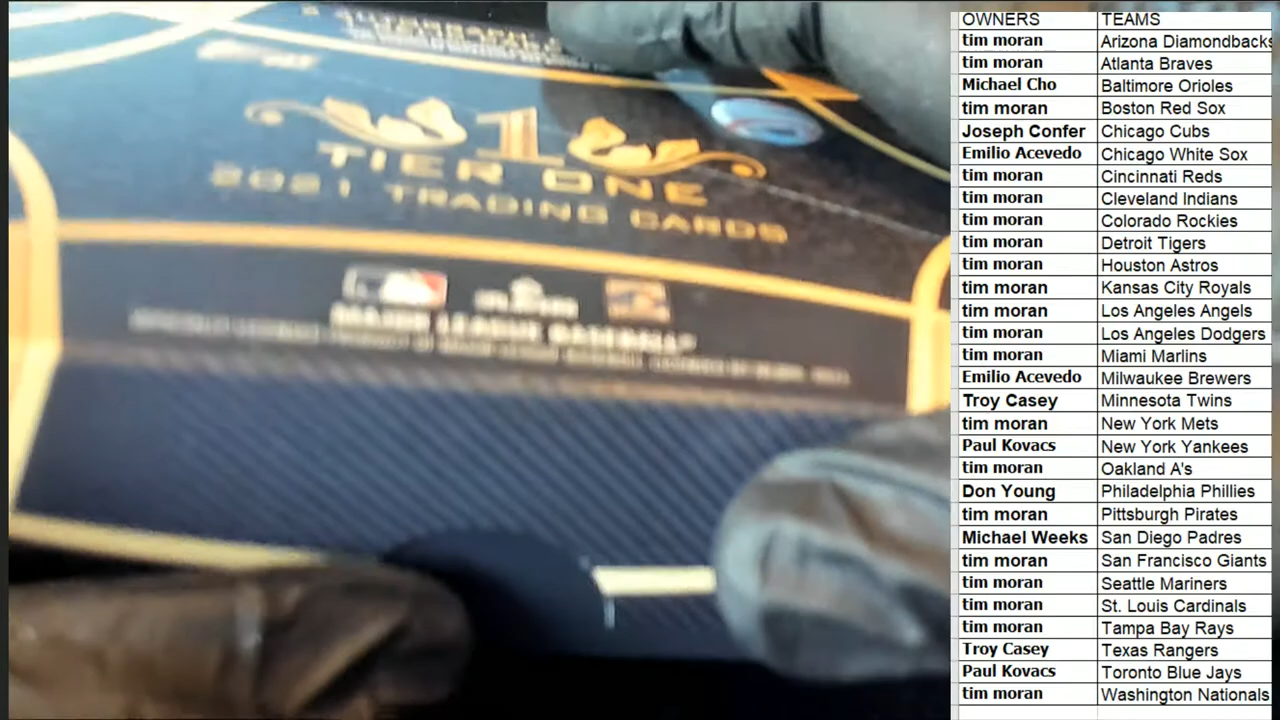 TIER ONE
2021 TRADING CARDS
MAJOR LEAGUE BASEBALL
OWNERS TEAMS
tim moran Arizona Diamondbacks
tim moran Atlanta Braves
Michael Cho Baltimore Orioles
tim moran Boston Red Sox
Joseph Confer Chicago Cubs
Emilio Acevedo Chicago White Sox
tim moran Cincinnati Reds
tim moran Cleveland Indians
tim moran Colorado Rockies
tim moran Detroit Tigers
tim moran Houston Astros
tim moran Kansas City Royals
tim moran Los Angeles Angels
tim moran Los Angeles Dodgers
tim moran Miami Marlins
Emilio Acevedo Milwaukee Brewers
Troy Casey Minnesota Twins
tim moran New York Mets
Paul Kovacs New York Yankees
tim moran Oakland A's
Don Young Philadelphia Phillies
tim moran Pittsburgh Pirates
Michael Weeks San Diego Padres
tim moran San Francisco Giants
tim moran Seattle Mariners
tim moran St. Louis Cardinals
tim moran Tampa Bay Rays
Troy Casey Texas Rangers
Paul Kovacs Toronto Blue Jays
tim moran Washington Nationals